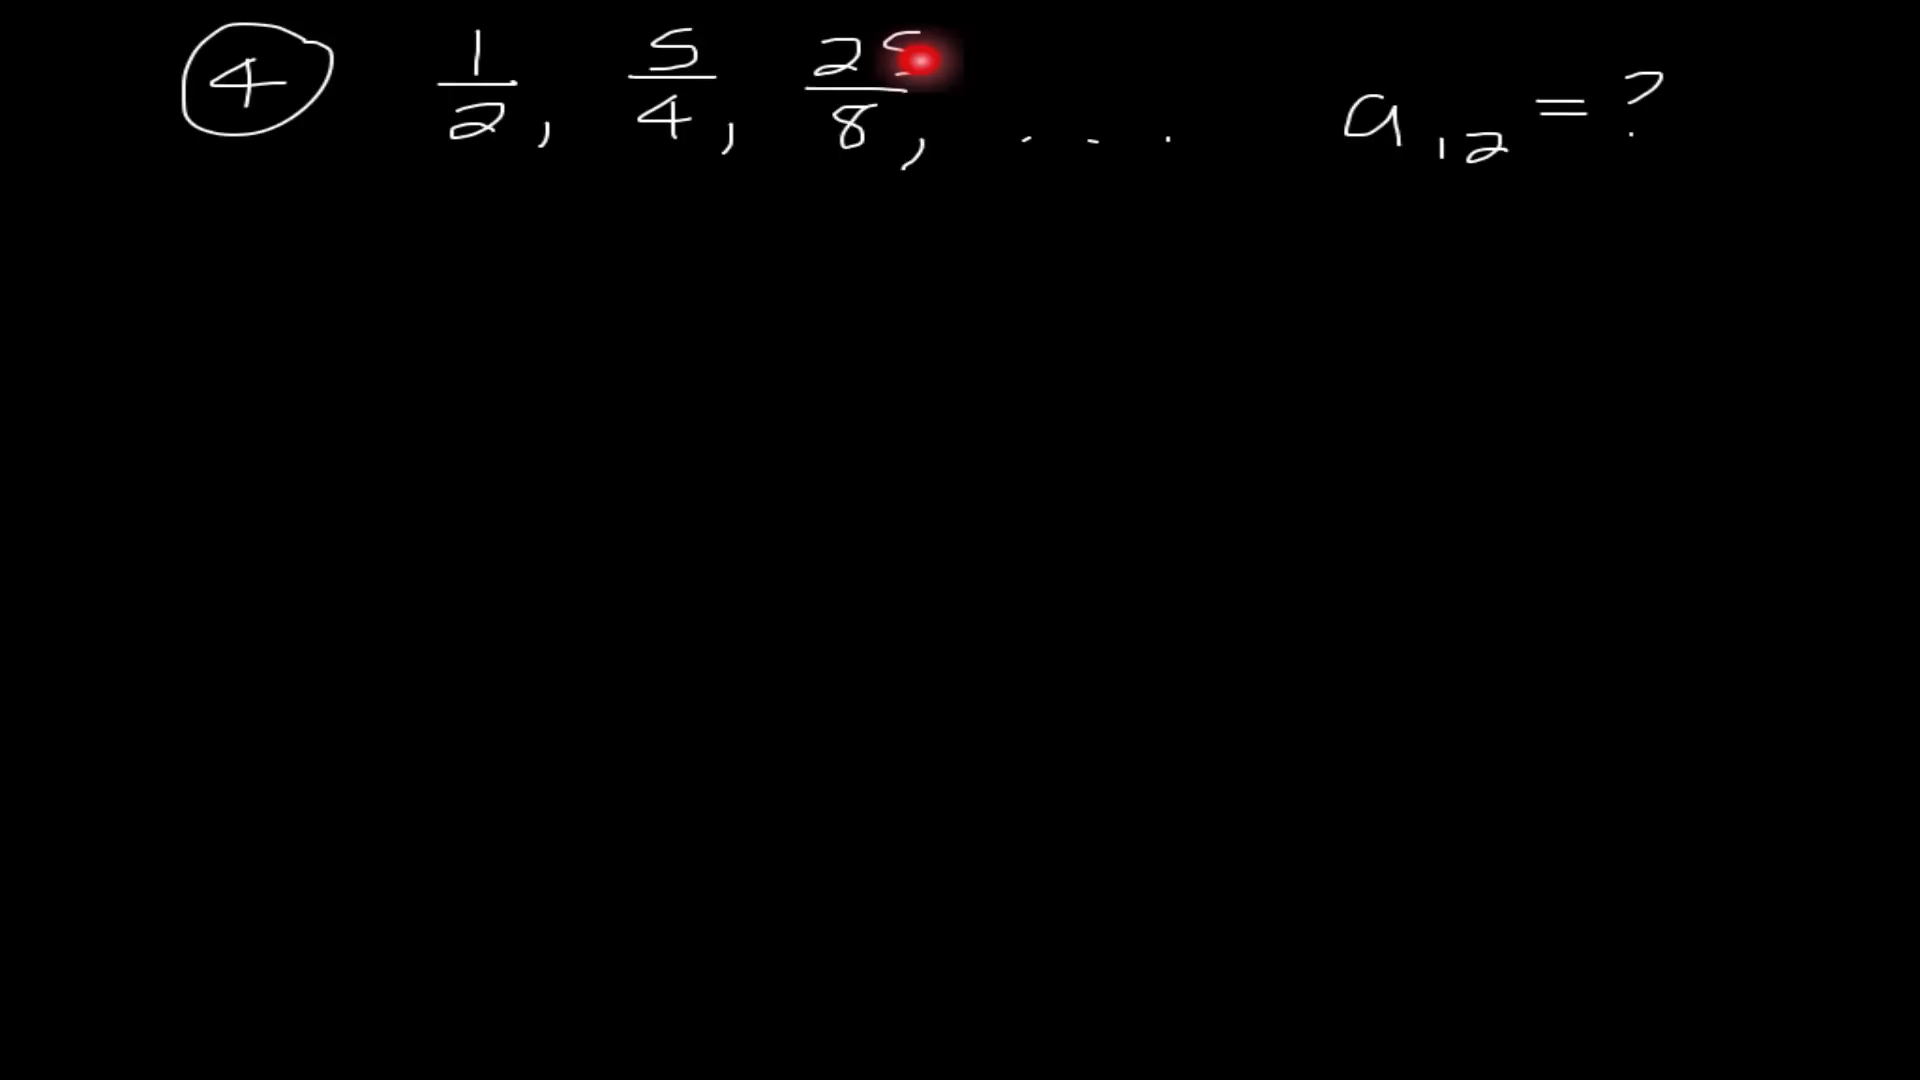 ④ 1/2, 5/4, 25/8, ... a₁₂ = ?